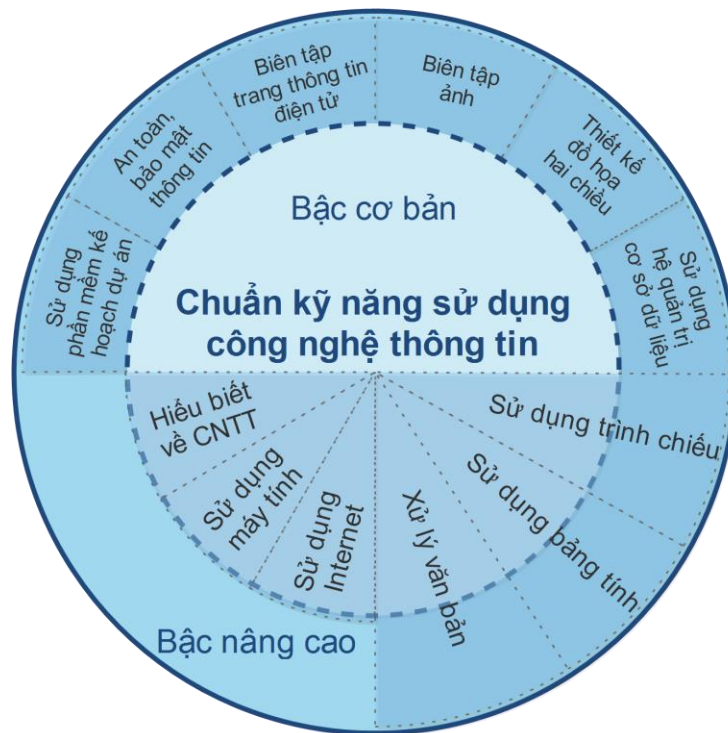 Biên tập
trang thông tin
điện tử
Biên tập
ảnh
An toàn,
bảo mật
thông tin
Thiết kế
đồ họa
hai chiều
Sử dụng
phần mềm kế
hoạch dự án
Sử dụng
hệ quản trị
cơ sở dữ liệu
Bậc cơ bản
Chuẩn kỹ năng sử dụng
công nghệ thông tin
Hiểu biết
về CNTT
Sử dụng
máy tính
Sử dụng
Internet
Xử lý văn bản
Sử dụng bảng tính
Sử dụng trình chiếu
Bậc nâng cao